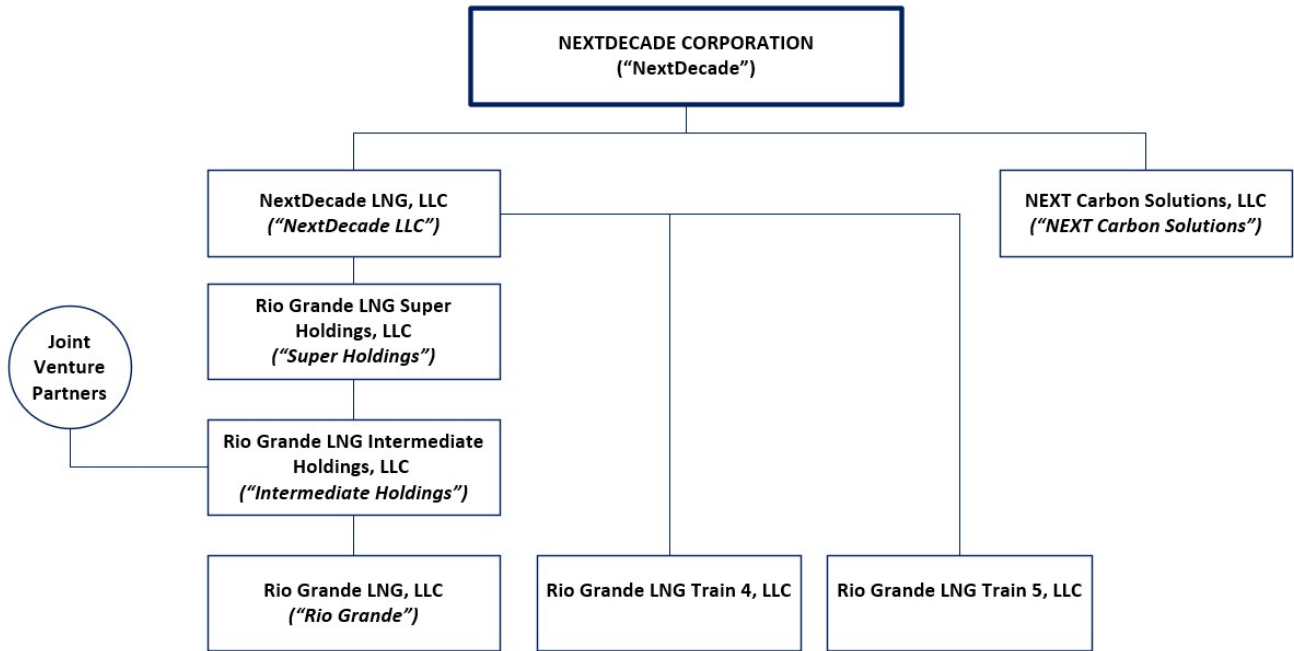 NEXTDECADE CORPORATION
(“NextDecade”)
NextDecade LNG, LLC
(“NextDecade LLC”)
NEXT Carbon Solutions, LLC
(“NEXT Carbon Solutions”)
Rio Grande LNG Super
Holdings, LLC
(“Super Holdings”)
Joint
Venture
Partners
Rio Grande LNG Intermediate
Holdings, LLC
(“Intermediate Holdings”)
Rio Grande LNG, LLC
(“Rio Grande”)
Rio Grande LNG Train 4, LLC
Rio Grande LNG Train 5, LLC